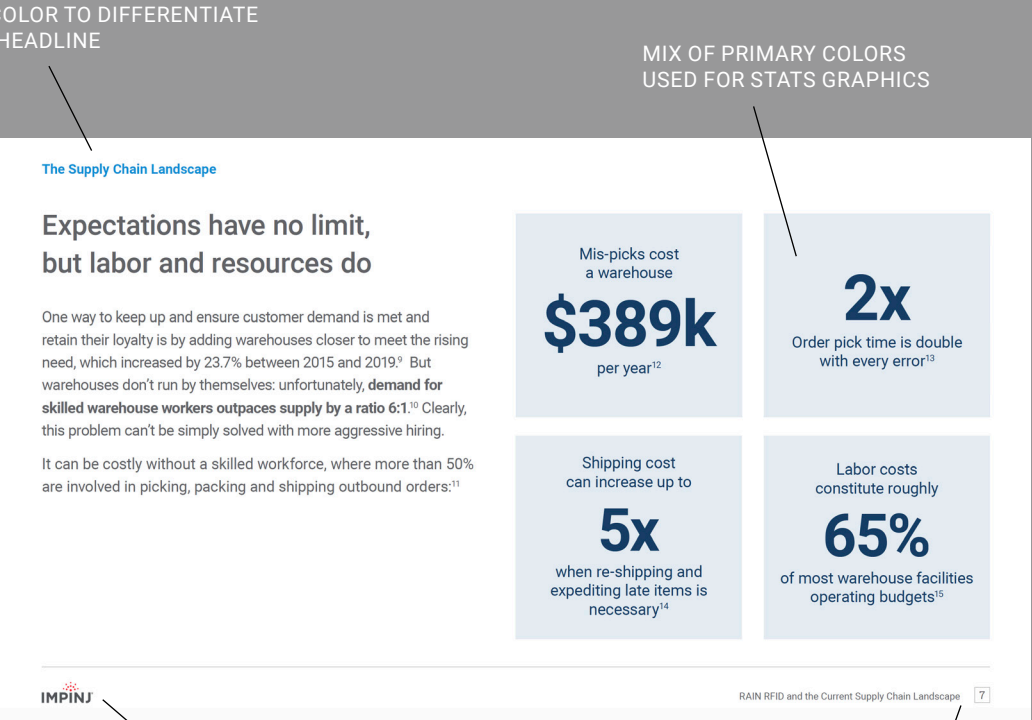 COLOR TO DIFFERENTIATE
HEADLINE
MIX OF PRIMARY COLORS
USED FOR STATS GRAPHICS
The Supply Chain Landscape
Expectations have no limit,
but labor and resources do
One way to keep up and ensure customer demand is met and
retain their loyalty is by adding warehouses closer to meet the rising
need, which increased by 23.7% between 2015 and 2019.⁹ But
warehouses don't run by themselves: unfortunately, demand for
skilled warehouse workers outpaces supply by a ratio 6:1.¹⁰ Clearly,
this problem can't be simply solved with more aggressive hiring.
It can be costly without a skilled workforce, where more than 50%
are involved in picking, packing and shipping outbound orders:¹¹
Mis-picks cost
a warehouse
$389k
per year¹²
2x
Order pick time is double
with every error¹³
Shipping cost
can increase up to
5x
when re-shipping and
expediting late items is
necessary¹⁴
Labor costs
constitute roughly
65%
of most warehouse facilities
operating budgets¹⁵
IMPINJ
RAIN RFID and the Current Supply Chain Landscape 7